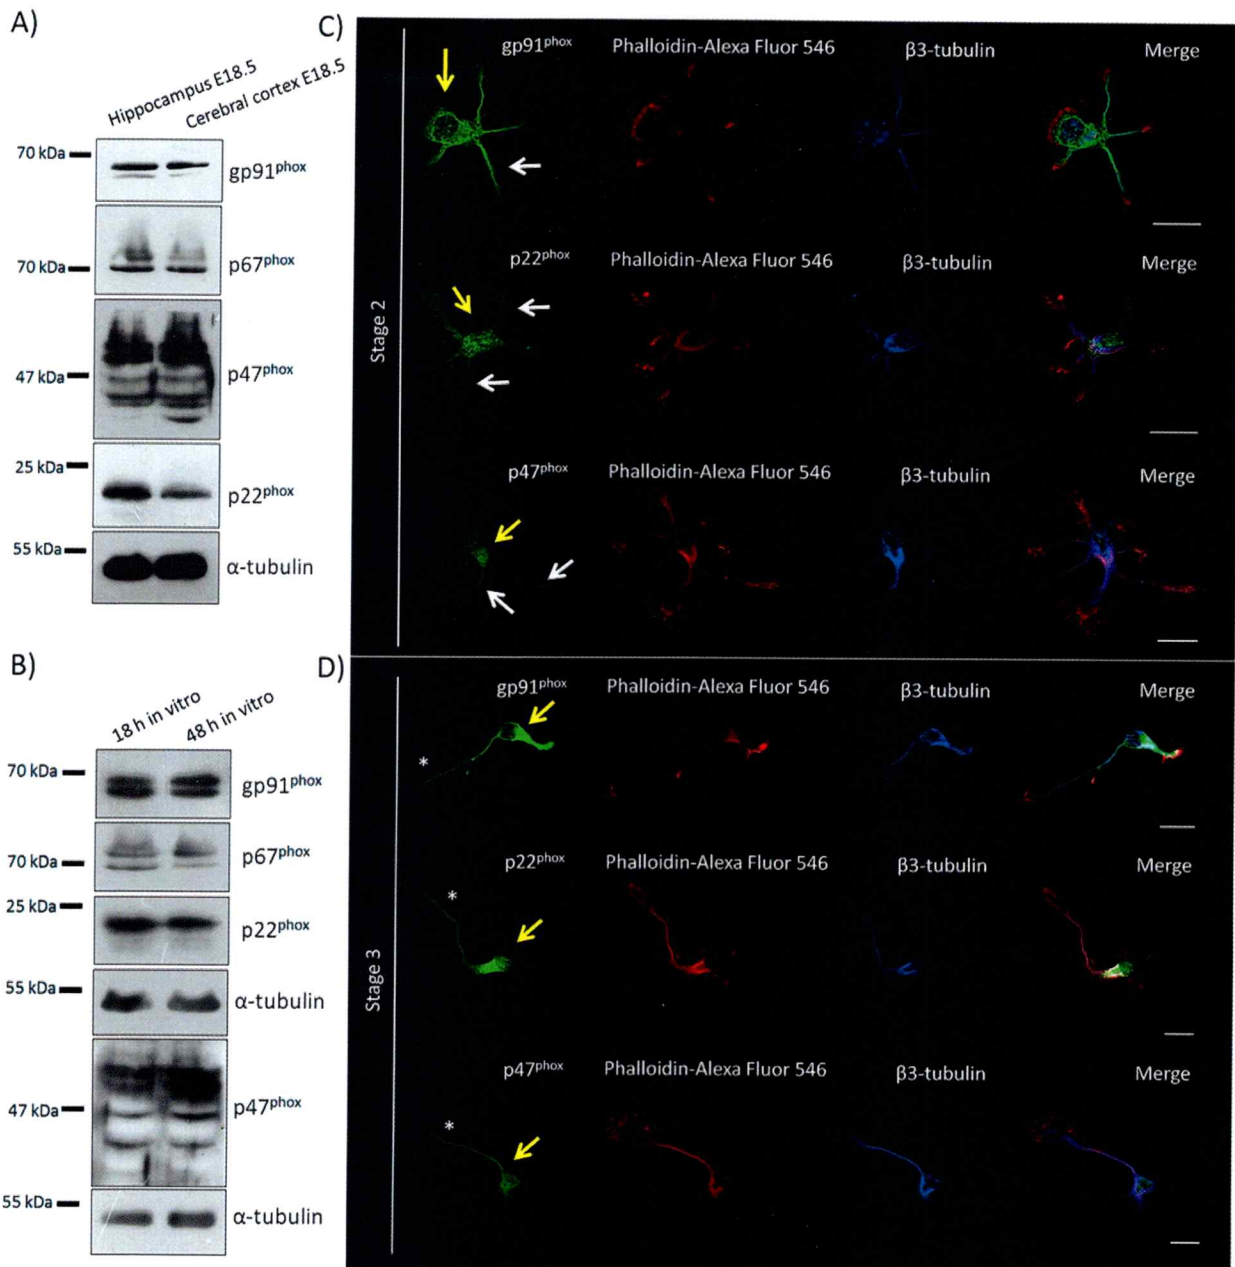 A)
Hippocampus E18.5
Cerebral cortex E18.5
70 kDa
gp91phox
70 kDa
p67phox
47 kDa
p47phox
25 kDa
p22phox
55 kDa
α-tubulin
B)
18 h in vitro
48 h in vitro
70 kDa
gp91phox
70 kDa
p67phox
25 kDa
p22phox
55 kDa
α-tubulin
47 kDa
p47phox
55 kDa
α-tubulin
C)
Stage 2
gp91phox Phalloidin-Alexa Fluor 546 β3-tubulin Merge
p22phox Phalloidin-Alexa Fluor 546 β3-tubulin Merge
p47phox Phalloidin-Alexa Fluor 546 β3-tubulin Merge
D)
Stage 3
gp91phox Phalloidin-Alexa Fluor 546 β3-tubulin Merge
*
p22phox Phalloidin-Alexa Fluor 546 β3-tubulin Merge
*
p47phox Phalloidin-Alexa Fluor 546 β3-tubulin Merge
*